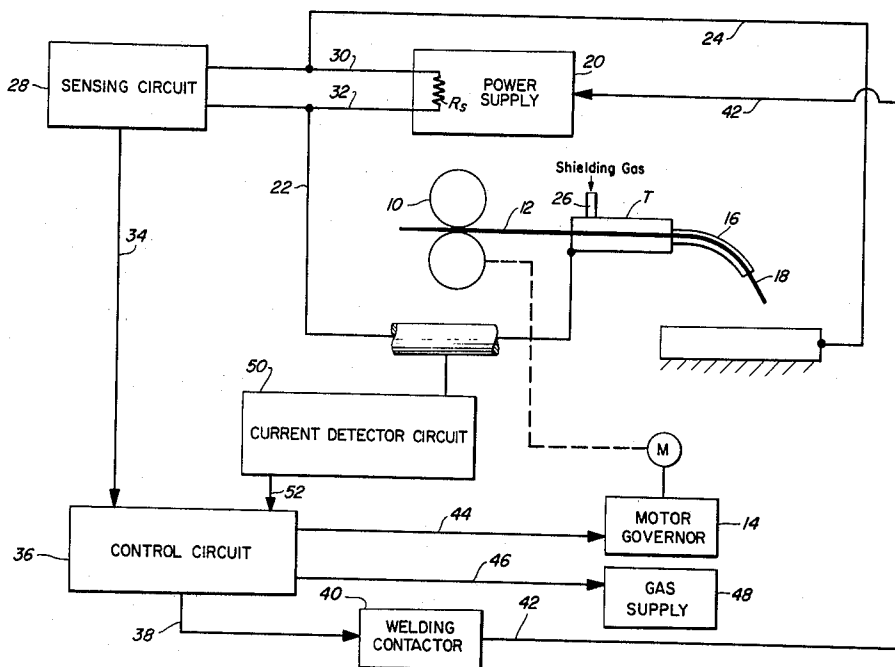 24
30
20
SENSING CIRCUIT
28
POWER
SUPPLY
Rs
32
42
22
Shielding Gas
26
T
10
12
16
18
34
50
CURRENT DETECTOR CIRCUIT
M
52
44
MOTOR
GOVERNOR
14
CONTROL CIRCUIT
36
46
GAS
SUPPLY
48
40
38
WELDING
CONTACTOR
42